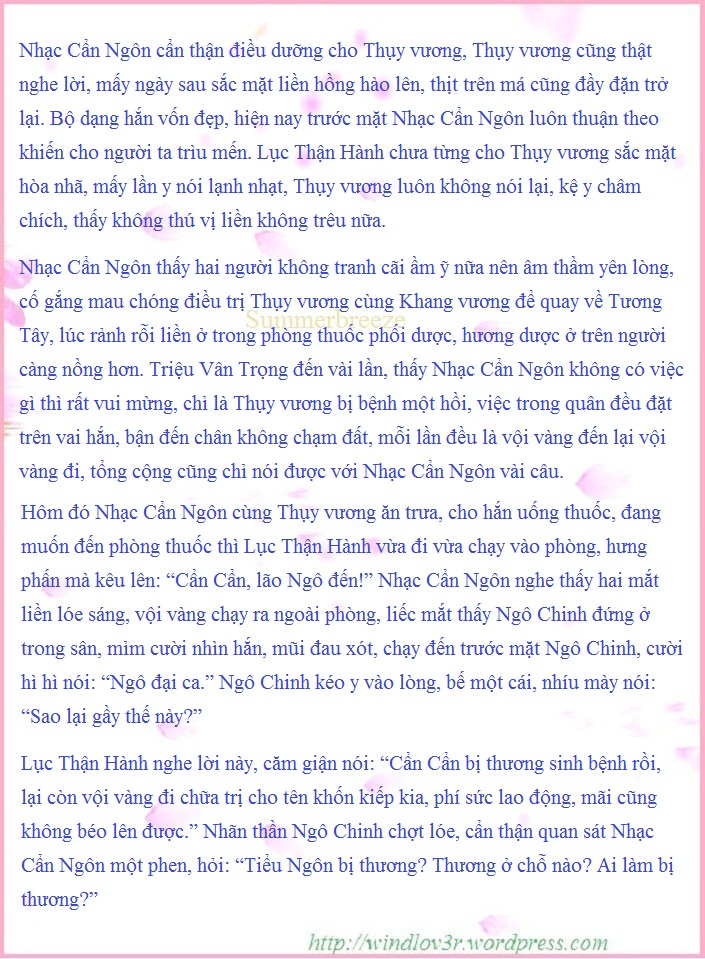 Nhạc Cẩn Ngôn cẩn thận điều dưỡng cho Thụy vương, Thụy vương cũng thật
nghe lời, mấy ngày sau sắc mặt liền hồng hào lên, thịt trên má cũng đầy đặn trở
lại. Bộ dạng hắn vốn đẹp, hiện nay trước mặt Nhạc Cẩn Ngôn luôn thuận theo
khiến cho người ta trìu mến. Lục Thận Hành chưa từng cho Thụy vương sắc mặt
hòa nhã, mấy lần y nói lạnh nhạt, Thụy vương luôn không nói lại, kệ y châm
chích, thấy không thú vị liền không trêu nữa.
Nhạc Cẩn Ngôn thấy hai người không tranh cãi ầm ỹ nữa nên âm thầm yên lòng,
cố gắng mau chóng điều trị Thụy vương cùng Khang vương để quay về Tương
Summerbreeze
Tây, lúc rảnh rỗi liền ở trong phòng thuốc phối dược, hương dược ở trên người
càng nồng hơn. Triệu Vân Trọng đến vài lần, thấy Nhạc Cẩn Ngôn không có việc
gì thì rất vui mừng, chỉ là Thụy vương bị bệnh một hồi, việc trong quân đều đặt
trên vai hắn, bận đến chân không chạm đất, mỗi lần đều là vội vàng đến lại vội
vàng đi, tổng cộng cũng chỉ nói được với Nhạc Cẩn Ngôn vài câu.
Hôm đó Nhạc Cẩn Ngôn cùng Thụy vương ăn trưa, cho hắn uống thuốc, đang
muốn đến phòng thuốc thì Lục Thận Hành vừa đi vừa chạy vào phòng, hưng
phấn mà kêu lên: “Cẩn Cẩn, lão Ngô đến!” Nhạc Cẩn Ngôn nghe thấy hai mắt
liền lóe sáng, vội vàng chạy ra ngoài phòng, liếc mắt thấy Ngô Chinh đứng ở
trong sân, mỉm cười nhìn hắn, mũi đau xót, chạy đến trước mặt Ngô Chinh, cười
hì hì nói: “Ngô đại ca.” Ngô Chinh kéo y vào lòng, bế một cái, nhíu mày nói:
“Sao lại gầy thế này?”
Lục Thận Hành nghe lời này, căm giận nói: “Cẩn Cẩn bị thương sinh bệnh rồi,
lại còn vội vàng đi chữa trị cho tên khốn kiếp kia, phí sức lao động, mãi cũng
không béo lên được.” Nhãn thần Ngô Chinh chợt lóe, cẩn thận quan sát Nhạc
Cẩn Ngôn một phen, hỏi: “Tiểu Ngôn bị thương? Thương ở chỗ nào? Ai làm bị
thương?”
http://windlov3r.wordpress.com